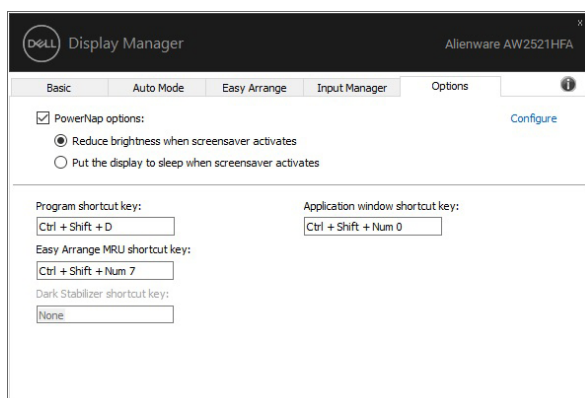 DELL Display Manager
Alienware AW2521HFA
x
Basic Auto Mode Easy Arrange Input Manager Options i
PowerNap options:
Configure
Reduce brightness when screensaver activates
Put the display to sleep when screensaver activates
Program shortcut key:
Application window shortcut key:
Ctrl + Shift + D
Ctrl + Shift + Num 0
Easy Arrange MRU shortcut key:
Ctrl + Shift + Num 7
Dark Stabilizer shortcut key:
None